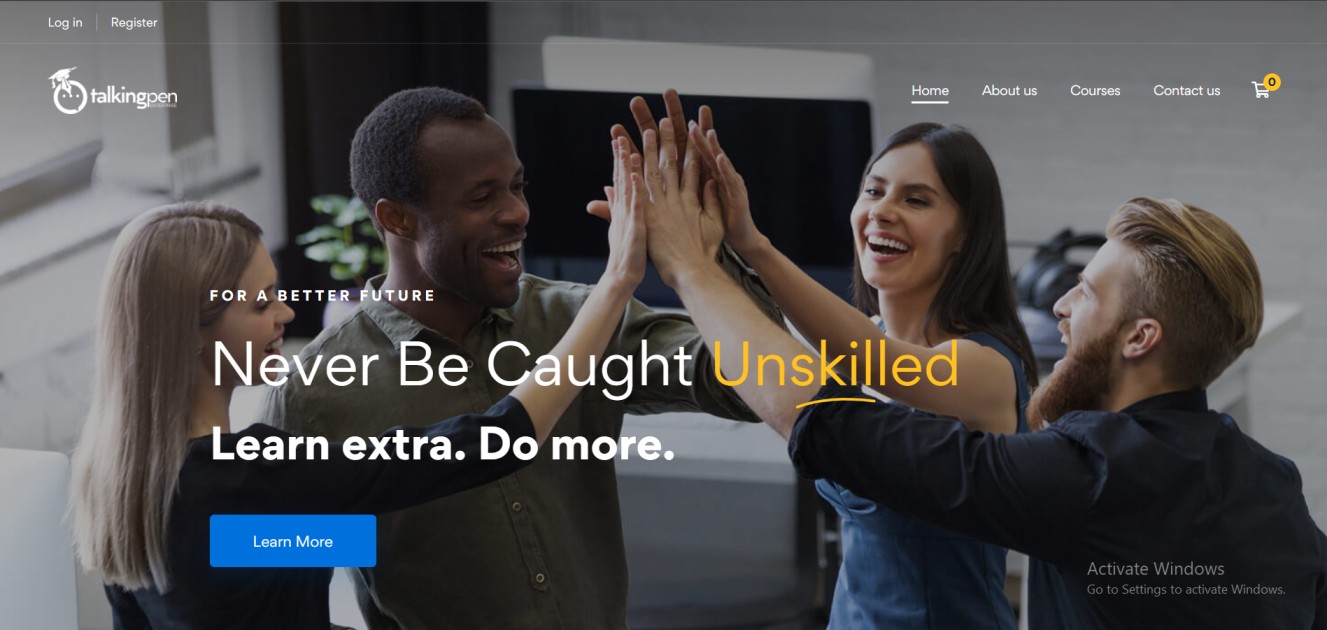 Log in
Register
talkingpen
Home
About us
Courses
Contact us
0
FOR A BETTER FUTURE
Never Be Caught Unskilled
Learn extra. Do more.
Learn More
Activate Windows
Go to Settings to activate Windows.